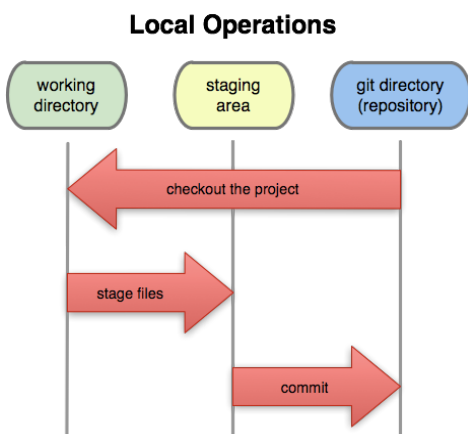 Local Operations
working
directory
staging
area
git directory
(repository)
checkout the project
stage files
commit